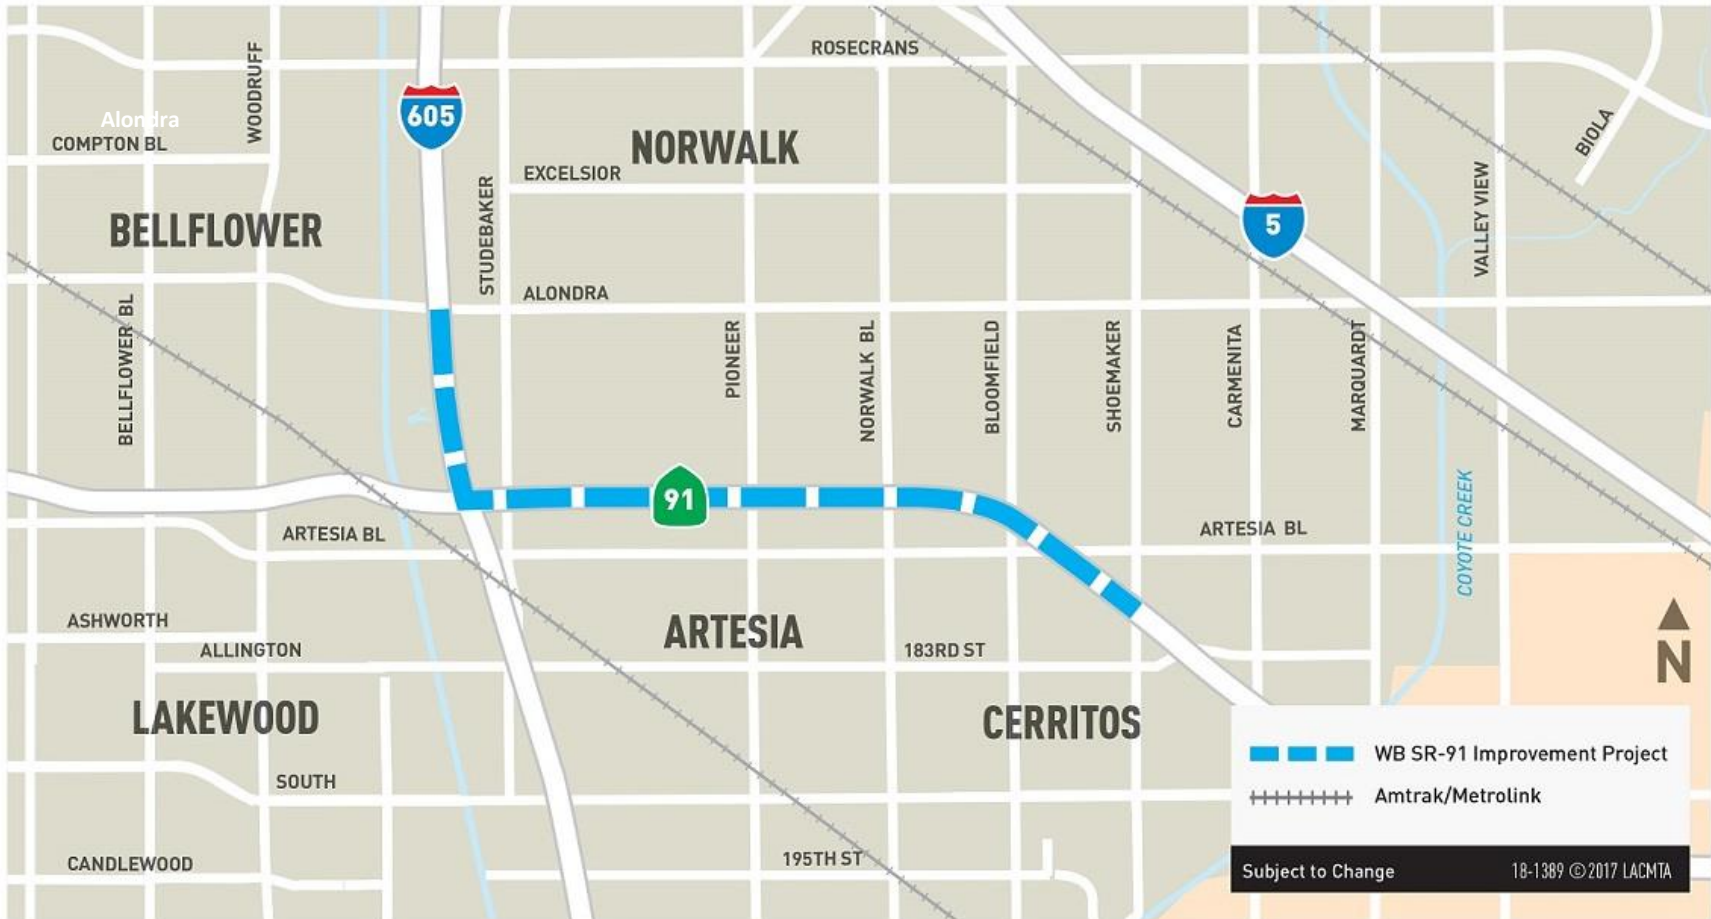 ROSECRANS
WOODRUFF
605
Alondra
COMPTON BL
BIOLA
NORWALK
EXCELSIOR
STUDEBAKER
VALLEY VIEW
BELLFLOWER
5
ALONDRA
BELLFLOWER BL
PIONEER
NORWALK BL
BLOOMFIELD
SHOEMAKER
CARMENITA
MARQUARDT
91
COYOTE CREEK
ARTESIA BL
ARTESIA BL
ASHWORTH
ALLINGTON
ARTESIA
183RD ST
N
LAKEWOOD
CERRITOS
SOUTH
CANDLEWOOD
195TH ST
WB SR-91 Improvement Project
Amtrak/Metrolink
Subject to Change
18-1389 ©2017 LACMTA